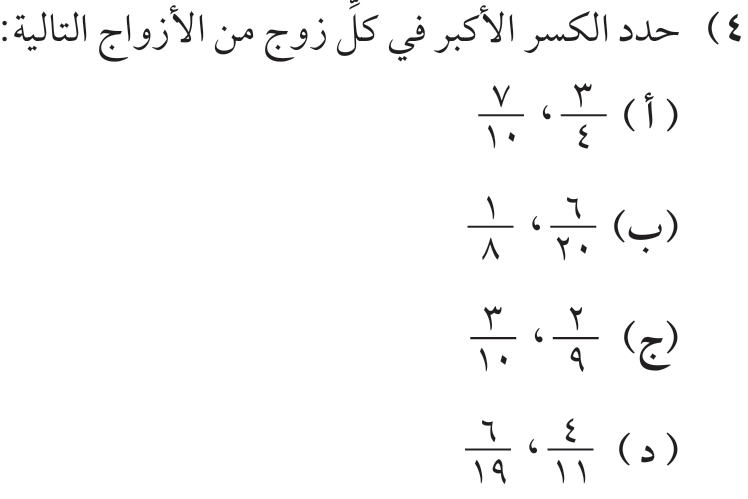 ٤) حدد الكسر الأكبر في كلِّ زوج من الأزواج التالية:
(أ) ٣/٤ ، ٧/١٠
(ب) ٦/٢٠ ، ١/٨
(ج) ٢/٩ ، ٣/١٠
(د) ٤/١١ ، ٦/١٩